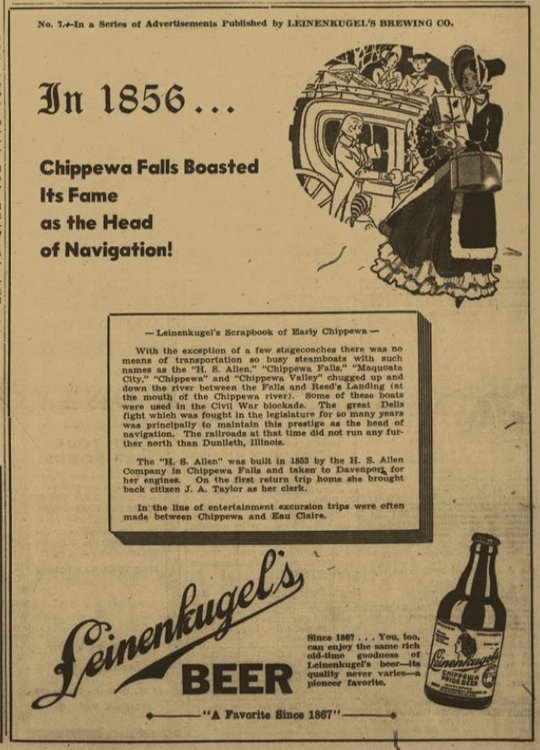 No. 7.—In a Series of Advertisements Published by LEINENKUGEL'S BREWING CO.
In 1856...
Chippewa Falls Boasted
Its Fame
as the Head
of Navigation!
—Leinenkugel's Scrapbook of Early Chippewa—
With the exception of a few stagecoaches there was no
means of transportation so busy steamboats with such
names as the "H. S. Allen," "Chippewa Falls," "Maquoata
City," "Chippewa" and "Chippewa Valley" chugged up and
down the river between the Falls and Reed's Landing (at
the mouth of the Chippewa river). Some of these boats
were used in the Civil War blockade. The great Dells
fight which was fought in the legislature for so many years
was principally to maintain this prestige as the head of
navigation. The railroads at that time did not run any fur-
ther north than Dunlieth, Illinois.
The "H. S. Allen" was built in 1853 by the H. S. Allen
Company in Chippewa Falls and taken to Davenport for
her engines. On the first return trip home she brought
back citizen J. A. Taylor as her clerk.
In the line of entertainment excursion trips were often
made between Chippewa and Eau Claire.
Leinenkugel's
BEER
Since 1867 . . . You, too,
can enjoy the same rich
old-time goodness of
Leinenkugel's beer—its
quality never varies—a
pioneer favorite.
"A Favorite Since 1867"
Leinenkugel's
CHIPPEWA
PRIDE BEER